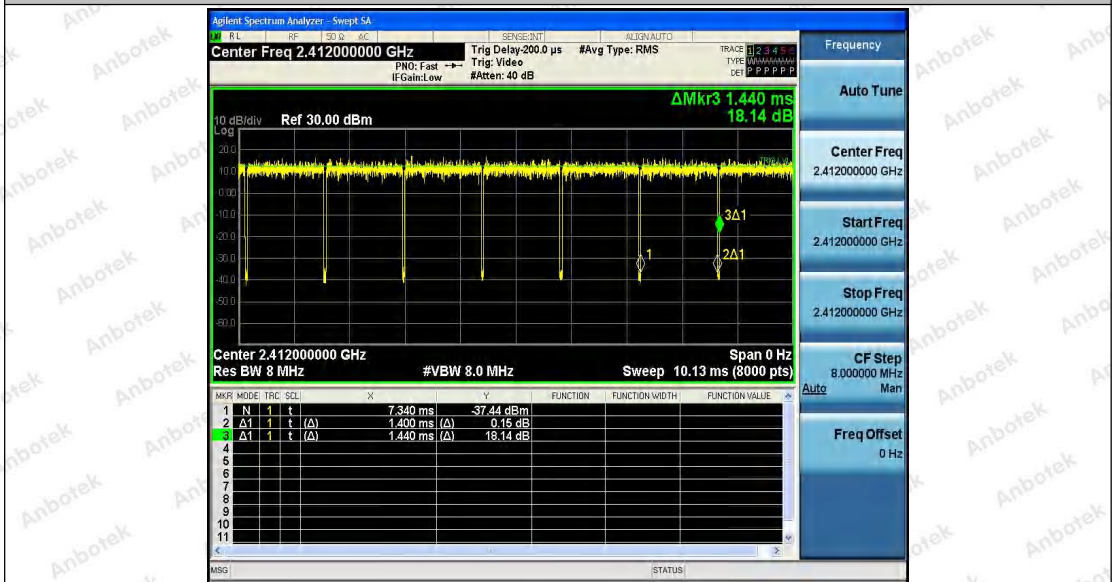 Agilent Spectrum Analyzer - Swept SA
RL RF 50 Ω AC SENSE:INT ALIGNAUTO
Center Freq 2.412000000 GHz
PNO: Fast
IFGain:Low
Trig Delay-200.0 µs
Trig: Video
#Atten: 40 dB
#Avg Type: RMS
TRACE 1 2 3 4 5 6
TYPE
DET P P P P P P
ΔMkr3 1.440 ms
18.14 dB
10 dB/div Ref 30.00 dBm
Log
20.0
10.0
0.00
-10.0
-20.0
-30.0
-40.0
-50.0
-60.0
3Δ1
1
2Δ1
Center 2.412000000 GHz Span 0 Hz
Res BW 8 MHz #VBW 8.0 MHz Sweep 10.13 ms (8000 pts)
MKR MODE TRC SCL X Y FUNCTION FUNCTION WIDTH FUNCTION VALUE
1 N 1 t 7.340 ms -37.44 dBm
2 Δ1 1 t (Δ) 1.400 ms (Δ) 0.15 dB
3 Δ1 1 t (Δ) 1.440 ms (Δ) 18.14 dB
4
5
6
7
8
9
10
11
MSG STATUS
Frequency
Auto Tune
Center Freq
2.412000000 GHz
Start Freq
2.412000000 GHz
Stop Freq
2.412000000 GHz
CF Step
8.000000 MHz
Auto Man
Freq Offset
0 Hz
Anbotek